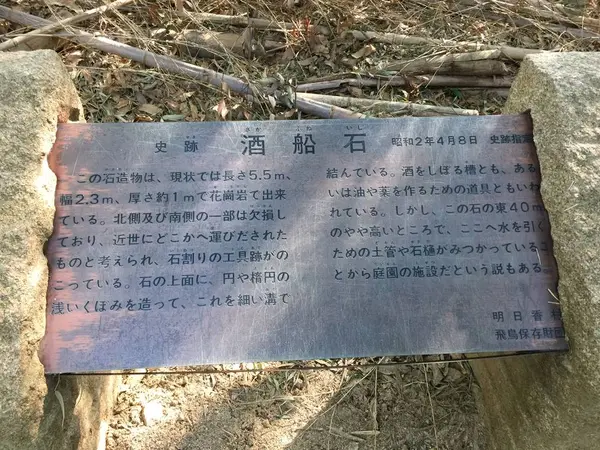 史跡 酒船石 昭和2年4月8日 史跡指定
さか ふね いし
この石造物は、現状では長さ5.5m、
幅2.3m、厚さ約1mで花崗岩で出来
ている。北側及び南側の一部は欠損し
ており、近世にどこかへ運びだされた
ものと考えられ、石割りの工具跡がの
こっている。石の上面に、円や楕円の
浅いくぼみを造って、これを細い溝で
結んでいる。酒をしぼる槽とも、ある
いは油や薬を作るための道具ともいわ
れている。しかし、この石の東40m
のやや高いところで、ここへ水を引く
ための土管や石樋がみつかっている
とから庭園の施設だという説もある
明日香村
飛鳥保存財団